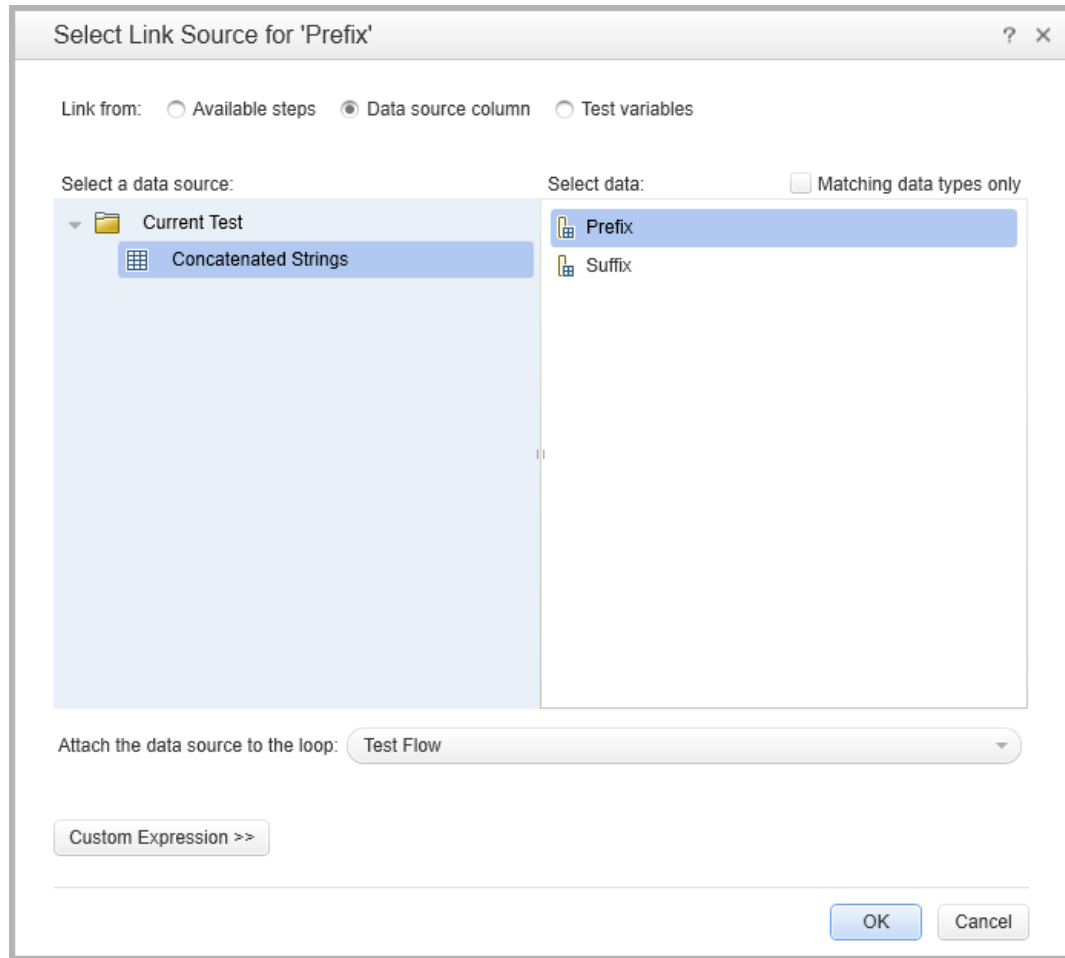 Select Link Source for 'Prefix'
? ×
Link from: Available steps Data source column Test variables
Select a data source: Select data: Matching data types only
Current Test
Concatenated Strings
Prefix
Suffix
Attach the data source to the loop: Test Flow
Custom Expression >>
OK Cancel